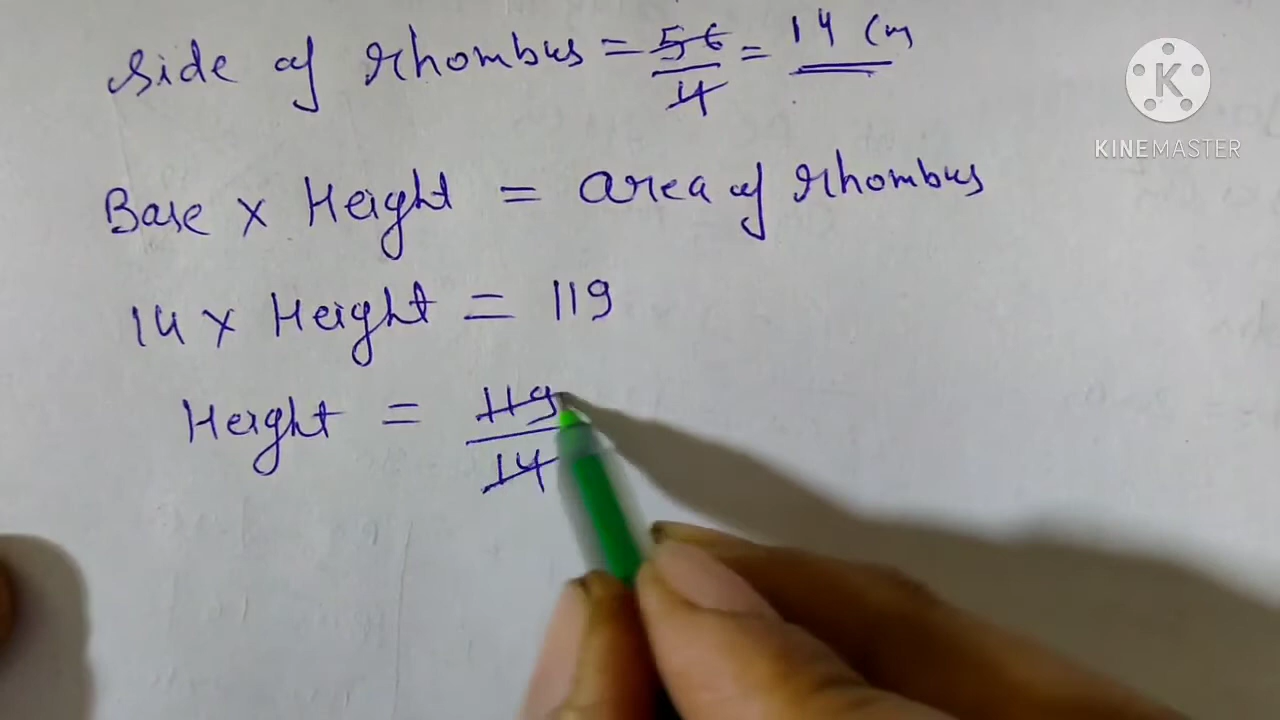 Side of rhombus = 56/4 = 14 cm
K
KINEMASTER
Base x Height = area of rhombus
14 x Height = 119
Height = 119/14